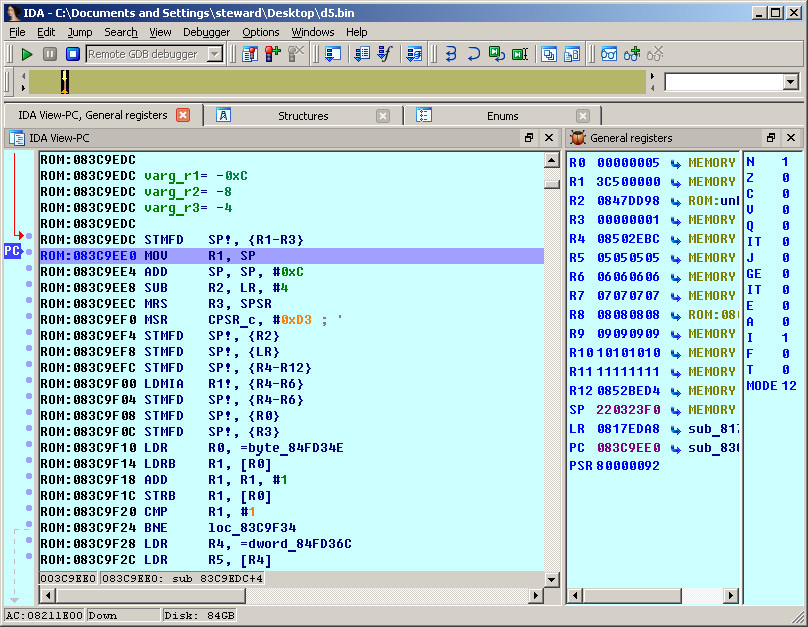 IDA - C:\Documents and Settings\steward\Desktop\d5.bin
File Edit Jump Search View Debugger Options Windows Help
Remote GDB debugger
IDA View-PC, General registers Structures Enums
IDA View-PC
ROM:083C9EDC
ROM:083C9EDC varg_r1= -0xC
ROM:083C9EDC varg_r2= -8
ROM:083C9EDC varg_r3= -4
ROM:083C9EDC
ROM:083C9EDC STMFD SP!, {R1-R3}
PC
ROM:083C9EE0 MOV R1, SP
ROM:083C9EE4 ADD SP, SP, #0xC
ROM:083C9EE8 SUB R2, LR, #4
ROM:083C9EEC MRS R3, SPSR
ROM:083C9EF0 MSR CPSR_c, #0xD3 ; '
ROM:083C9EF4 STMFD SP!, {R2}
ROM:083C9EF8 STMFD SP!, {LR}
ROM:083C9EFC STMFD SP!, {R4-R12}
ROM:083C9F00 LDMIA R1!, {R4-R6}
ROM:083C9F04 STMFD SP!, {R4-R6}
ROM:083C9F08 STMFD SP!, {R0}
ROM:083C9F0C STMFD SP!, {R3}
ROM:083C9F10 LDR R0, =byte_84FD34E
ROM:083C9F14 LDRB R1, [R0]
ROM:083C9F18 ADD R1, R1, #1
ROM:083C9F1C STRB R1, [R0]
ROM:083C9F20 CMP R1, #1
ROM:083C9F24 BNE loc_83C9F34
ROM:083C9F28 LDR R4, =dword_84FD36C
ROM:083C9F2C LDR R5, [R4]
003C9EE0 083C9EE0: sub_83C9EDC+4
General registers
R0 00000005 MEMORY
R1 3C500000 MEMORY
R2 0847DD98 ROM:unk
R3 00000001 MEMORY
R4 08502EBC MEMORY
R5 05050505 MEMORY
R6 06060606 MEMORY
R7 07070707 MEMORY
R8 08080808 ROM:080
R9 09090909 MEMORY
R10 10101010 MEMORY
R11 11111111 MEMORY
R12 0852BED4 MEMORY
SP 220323F0 MEMORY
LR 0817EDA8 sub_817
PC 083C9EE0 sub_83C
PSR 80000092
N 1
Z 0
C 0
V 0
Q 0
IT 0
J 0
GE 0
IT 0
E 0
A 0
I 1
F 0
T 0
MODE 12
AC:08211E00 Down Disk: 84GB